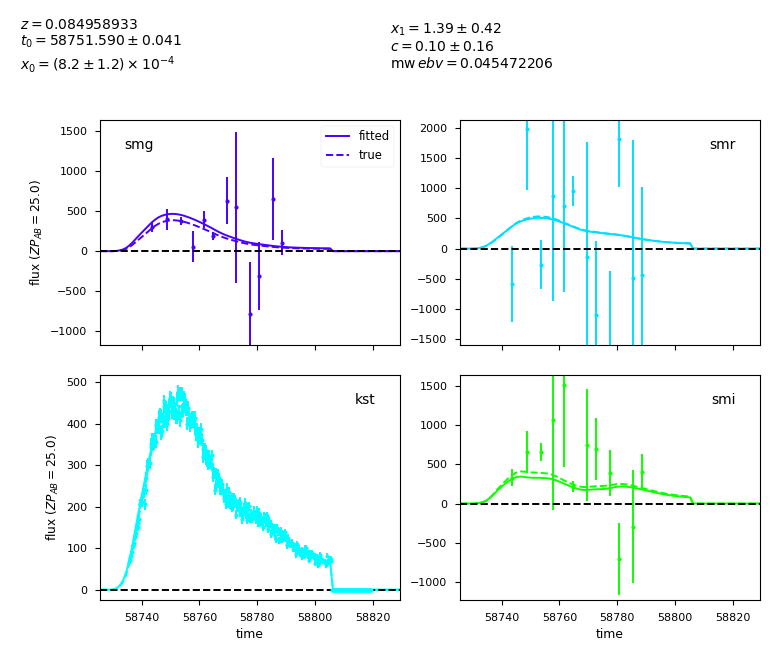 z = 0.084958933
t₀ = 58751.590 ± 0.041
x₀ = (8.2 ± 1.2) × 10⁻⁴
x₁ = 1.39 ± 0.42
c = 0.10 ± 0.16
mw ebv = 0.045472206
smg
fitted
true
1500
1000
500
0
−500
−1000
flux (ZP_AB = 25.0)
smr
2000
1500
1000
500
0
−500
−1000
−1500
kst
500
400
300
200
100
0
flux (ZP_AB = 25.0)
58740 58760 58780 58800 58820
time
smi
1500
1000
500
0
−500
−1000
58740 58760 58780 58800 58820
time